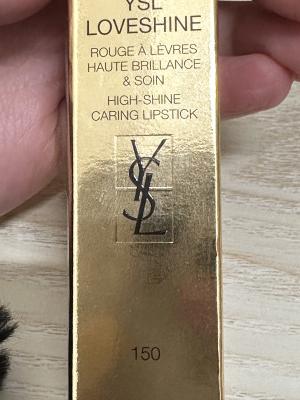 YSL
LOVESHINE
ROUGE À LÈVRES
HAUTE BRILLANCE
& SOIN
HIGH-SHINE
CARING LIPSTICK
YSL
150